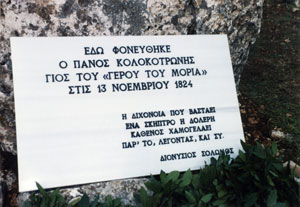 ΕΔΩ ΦΟΝΕΥΘΗΚΕ
Ο ΠΑΝΟΣ ΚΟΛΟΚΟΤΡΩΝΗΣ
ΓΙΟΣ ΤΟΥ «ΓΕΡΟΥ ΤΟΥ ΜΟΡΙΑ»
ΣΤΙΣ 13 ΝΟΕΜΒΡΙΟΥ 1824
Η ΔΙΧΟΝΟΙΑ ΠΟΥ ΒΑΣΤΑΕΙ
ΕΝΑ ΣΚΗΠΤΡΟ Η ΔΟΛΕΡΗ
ΚΑΘΕΝΟΣ ΧΑΜΟΓΕΛΑΕΙ
ΠΑΡ' ΤΟ, ΛΕΓΟΝΤΑΣ, ΚΑΙ ΣΥ.
ΔΙΟΝΥΣΙΟΣ ΣΟΛΩΜΟΣ